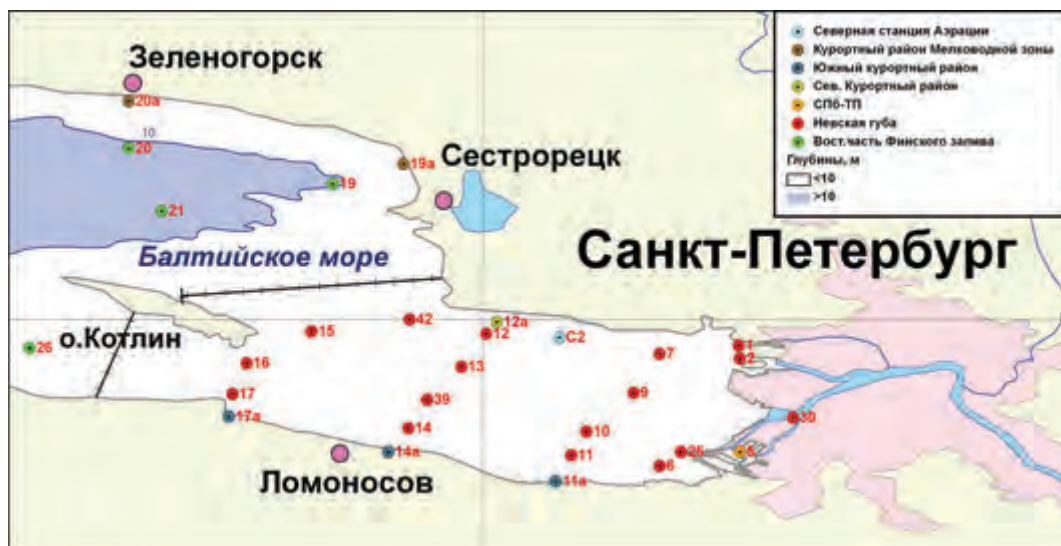 Зеленогорск
20а
10
20
19а
Сестрорецк
19
21
Балтийское море
Санкт-Петербург
Северная станция Аэрации
Курортный район Мелководной зоны
Южный курортный район
Сев. Курортный район
СПб-ТП
Невская губа
Вост.часть Финского залива
Глубины, м
<10
>10
26
о.Котлин
15
42
12а
12
С2
1
2
7
16
13
17
39
9
17а
14
10
30
14а
11
26
5
6
11а
Ломоносов